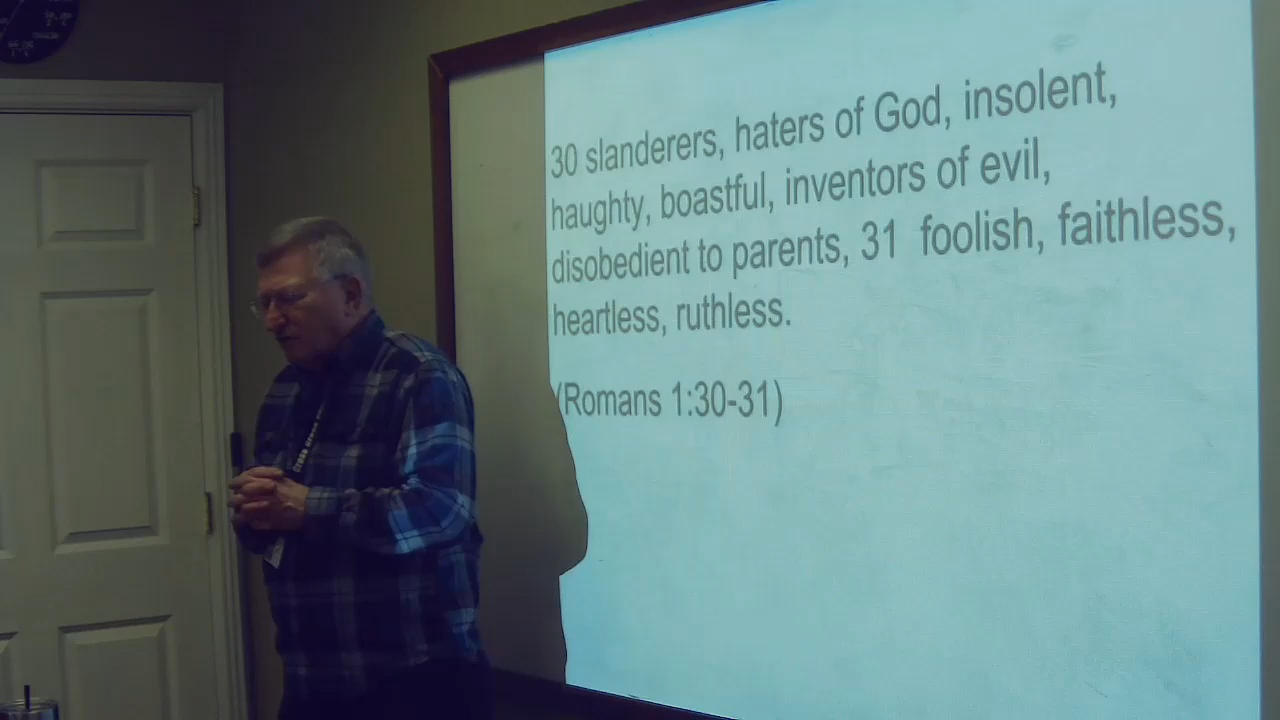 30 slanderers, haters of God, insolent,
haughty, boastful, inventors of evil,
disobedient to parents, 31 foolish, faithless,
heartless, ruthless.
(Romans 1:30-31)